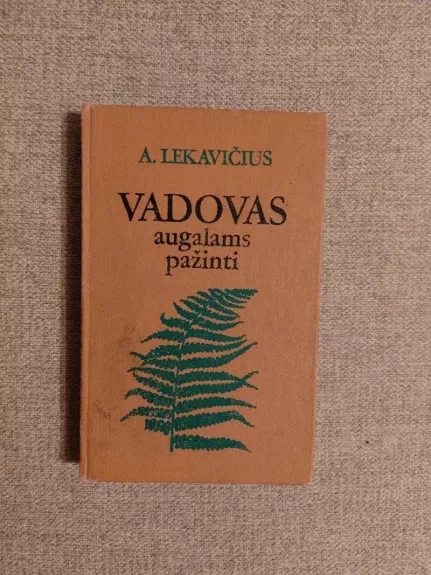 A. LEKAVIČIUS
VADOVAS
augalams
pažinti